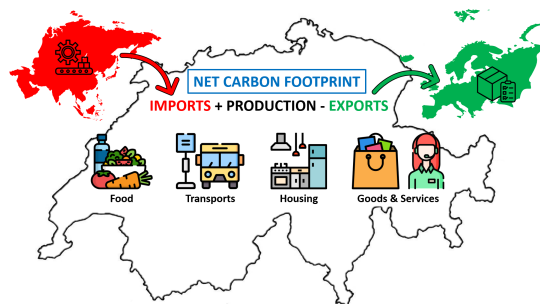 NET CARBON FOOTPRINT
IMPORTS + PRODUCTION - EXPORTS
Food
Transports
Housing
Goods & Services